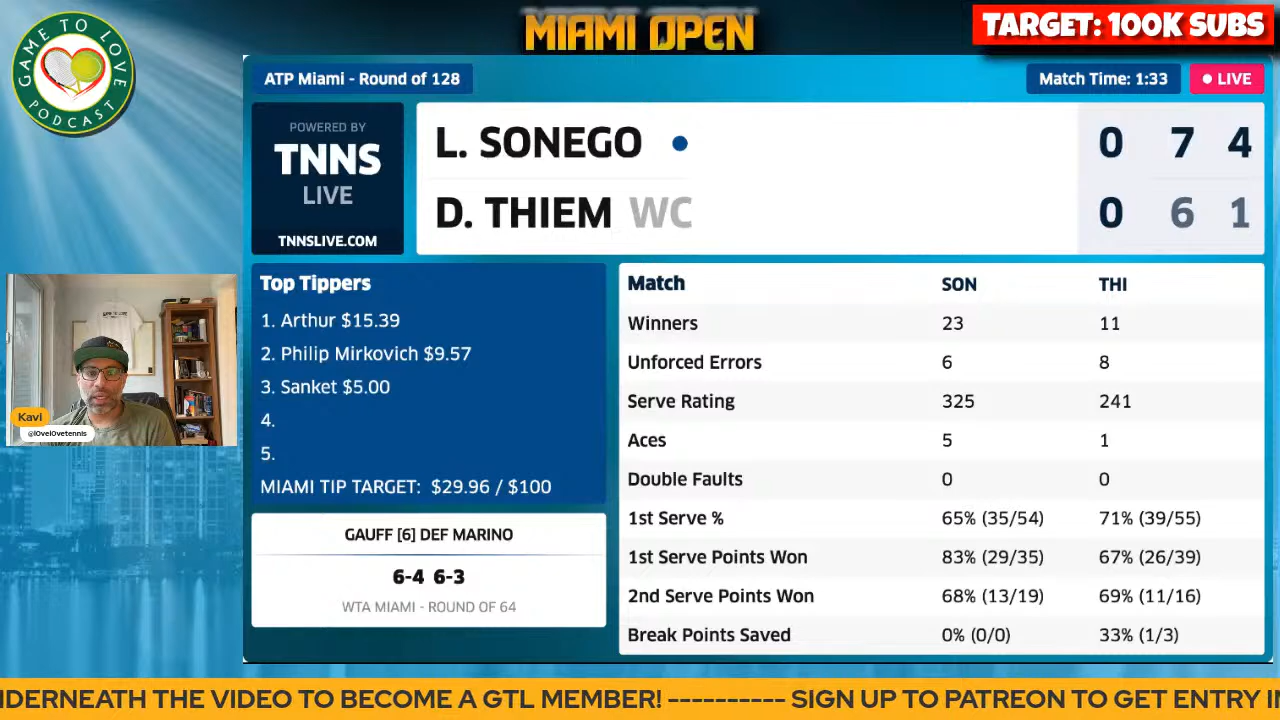 GAME TO LOVE
PODCAST
MIAMI OPEN
TARGET: 100K SUBS
ATP Miami - Round of 128
Match Time: 1:33
LIVE
POWERED BY
TNNS
LIVE
TNNSLIVE.COM
L. SONEGO 0 7 4
D. THIEM WC 0 6 1
Top Tippers
1. Arthur $15.39
2. Philip Mirkovich $9.57
3. Sanket $5.00
4.
5.
MIAMI TIP TARGET: $29.96 / $100
GAUFF [6] DEF MARINO
6-4 6-3
WTA MIAMI - ROUND OF 64
Match SON THI
Winners 23 11
Unforced Errors 6 8
Serve Rating 325 241
Aces 5 1
Double Faults 0 0
1st Serve % 65% (35/54) 71% (39/55)
1st Serve Points Won 83% (29/35) 67% (26/39)
2nd Serve Points Won 68% (13/19) 69% (11/16)
Break Points Saved 0% (0/0) 33% (1/3)
Kavi
@l0vel0vetennis
NDERNEATH THE VIDEO TO BECOME A GTL MEMBER! ---------- SIGN UP TO PATREON TO GET ENTRY IN